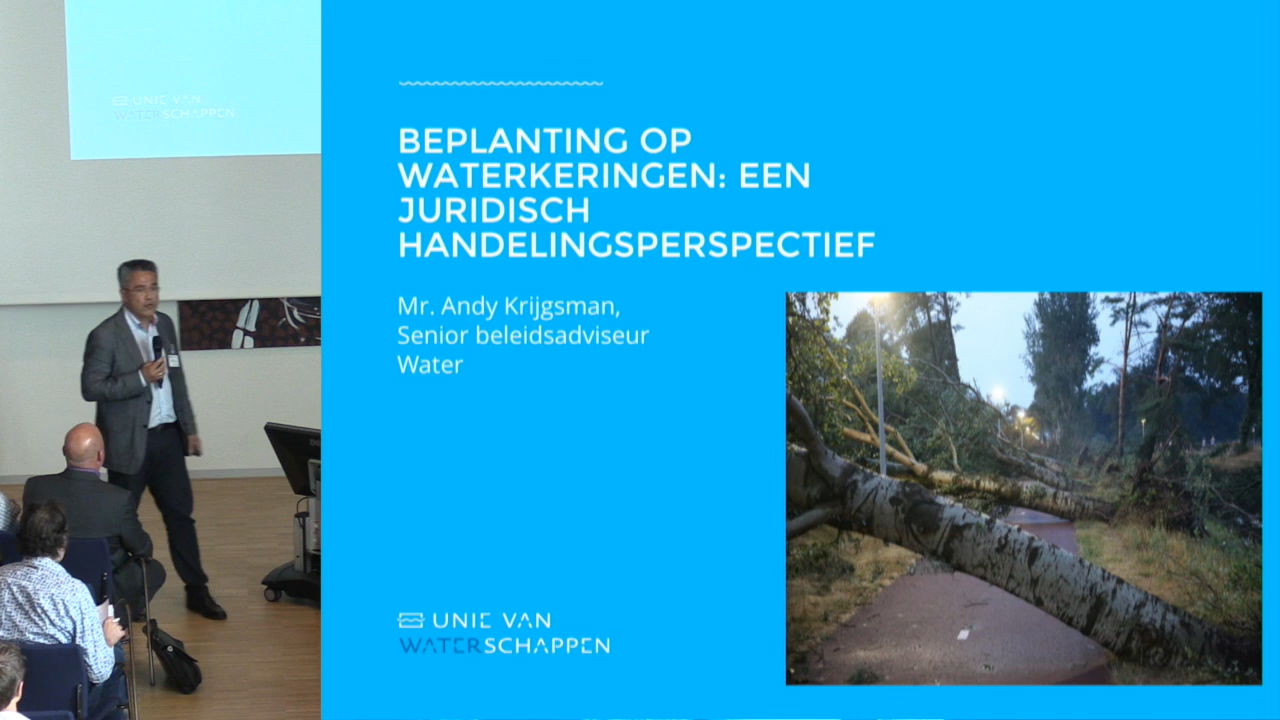 UNIE VAN
WATERSCHAPPEN
BEPLANTING OP
WATERKERINGEN: EEN
JURIDISCH
HANDELINGSPERSPECTIEF
Mr. Andy Krijgsman,
Senior beleidsadviseur
Water
UNIE VAN
WATERSCHAPPEN